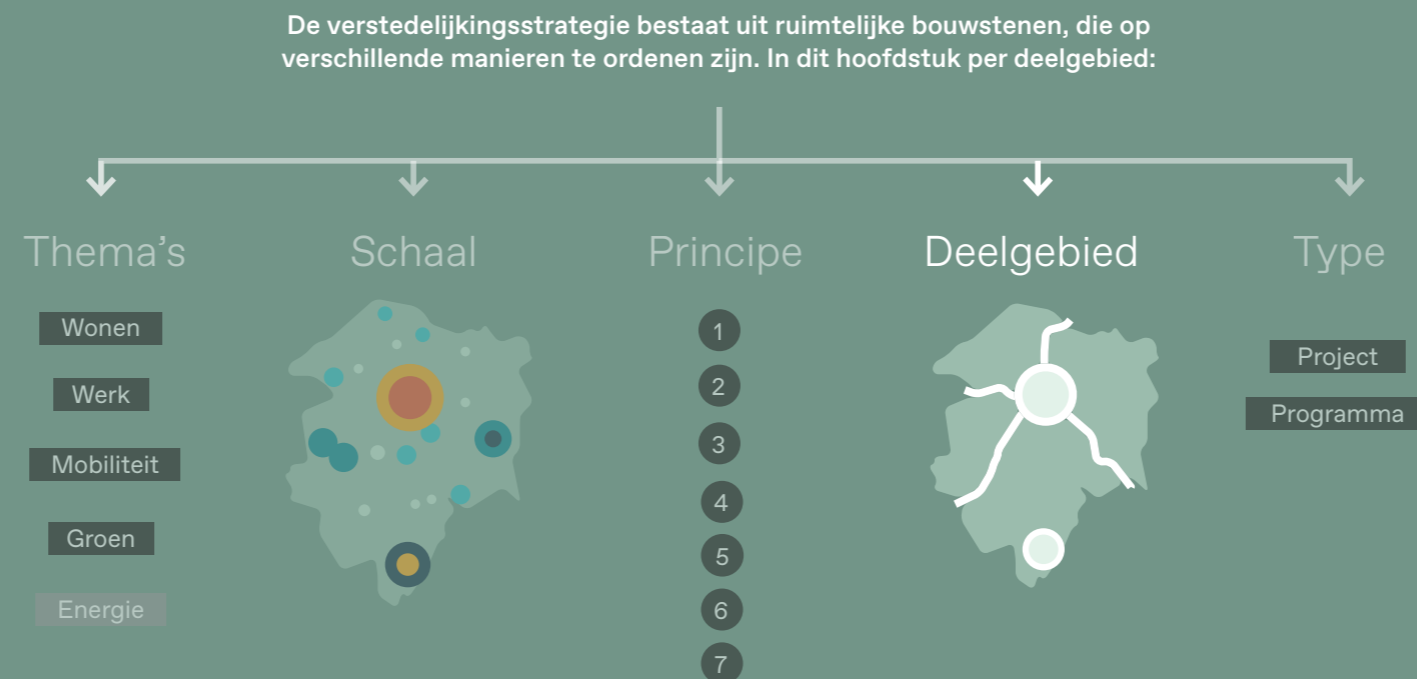 De verstedelijkingsstrategie bestaat uit ruimtelijke bouwstenen, die op
verschillende manieren te ordenen zijn. In dit hoofdstuk per deelgebied:
Thema’s
Wonen
Werk
Mobiliteit
Groen
Energie
Schaal
Principe
1
2
3
4
5
6
7
Deelgebied
Type
Project
Programma